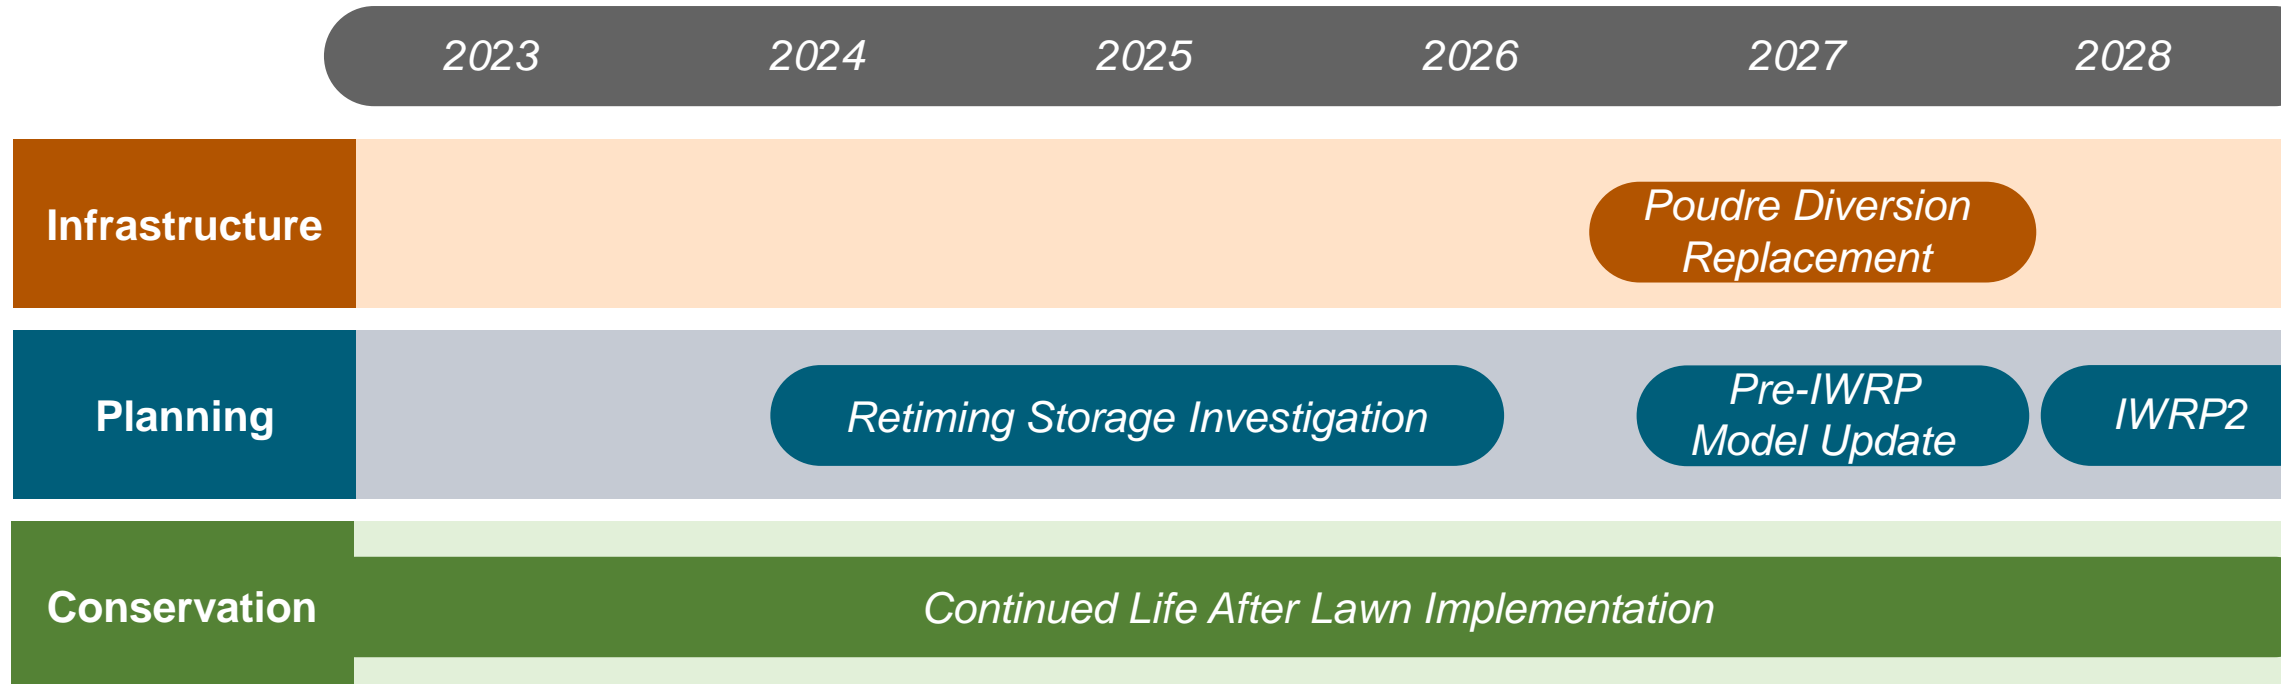 2023 2024 2025 2026 2027 2028
Infrastructure
Poudre Diversion
Replacement
Planning
Retiming Storage Investigation
Pre-IWRP
Model Update
IWRP2
Conservation
Continued Life After Lawn Implementation